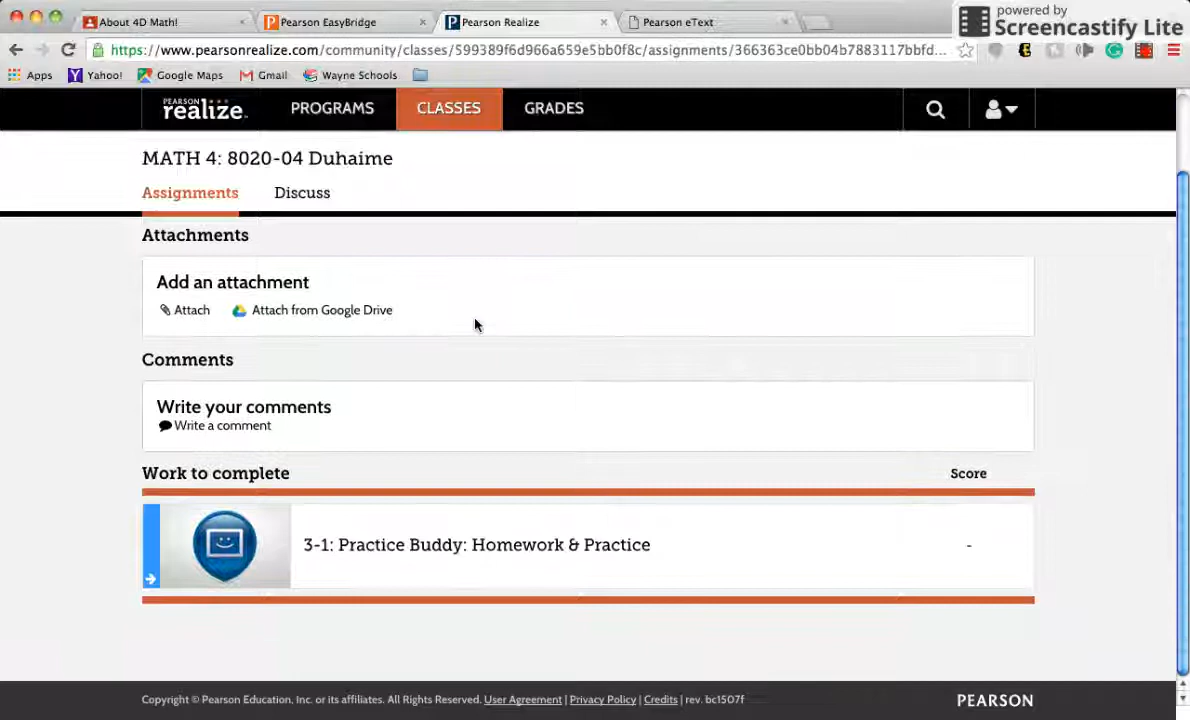 powered by
Screencastify Lite
About 4D Math!
Pearson EasyBridge
Pearson Realize
Pearson eText
https://www.pearsonrealize.com/community/classes/599389f6d966a659e5bb0f8c/assignments/366363ce0bb04b7883117bbfd...
Apps Yahoo! Google Maps Gmail Wayne Schools
PEARSON
realize PROGRAMS CLASSES GRADES
MATH 4: 8020-04 Duhaime
Assignments Discuss
Attachments
Add an attachment
Attach Attach from Google Drive
Comments
Write your comments
Write a comment
Work to complete Score
3-1: Practice Buddy: Homework & Practice -
Copyright © Pearson Education, Inc. or its affiliates. All Rights Reserved. User Agreement | Privacy Policy | Credits | rev. bc1507f
PEARSON